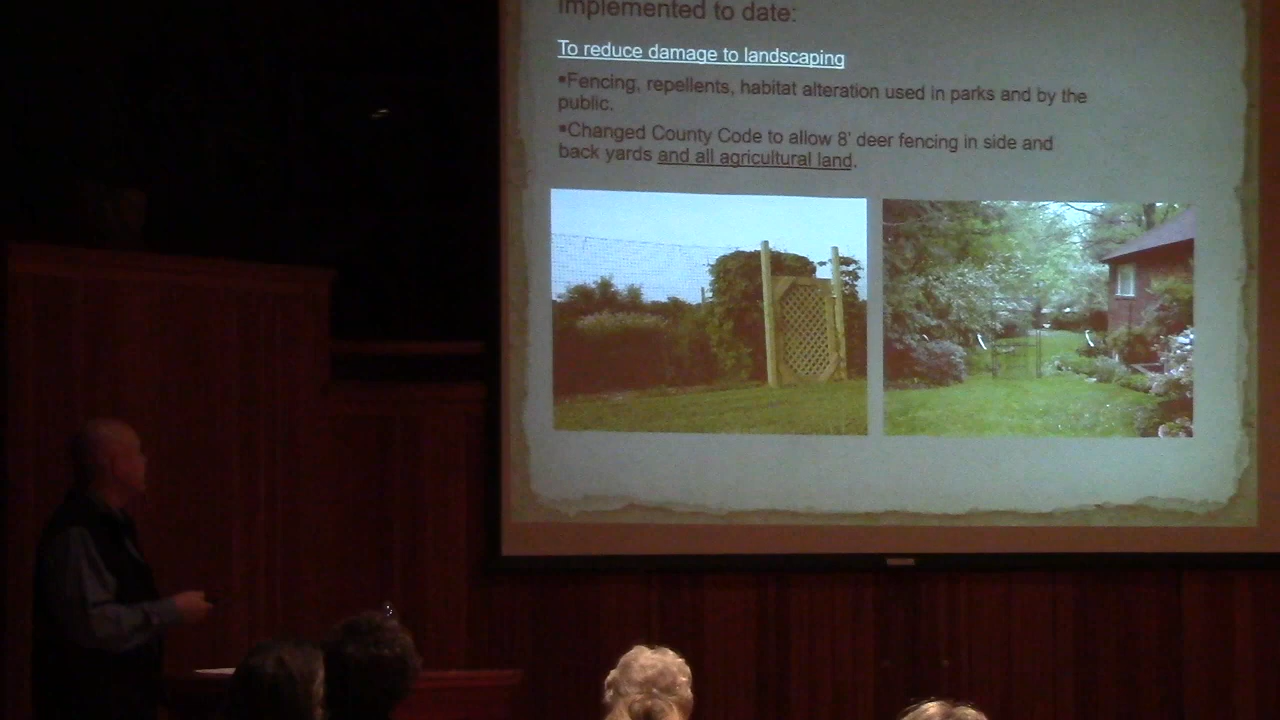 Implemented to date:
To reduce damage to landscaping
▪Fencing, repellents, habitat alteration used in parks and by the
public.
▪Changed County Code to allow 8' deer fencing in side and
back yards and all agricultural land.